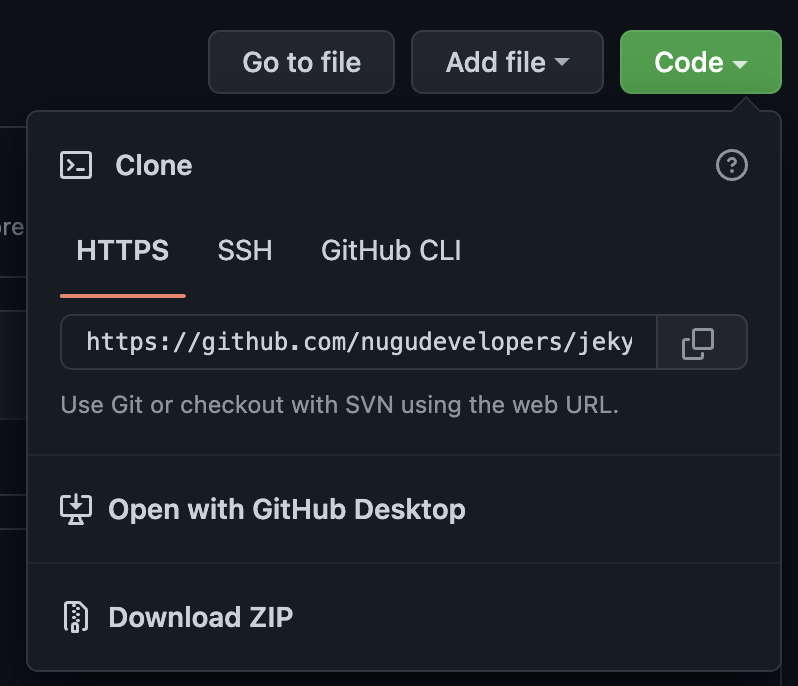 Go to file Add file Code
Clone
HTTPS SSH GitHub CLI
https://github.com/nugudevelopers/jeky
Use Git or checkout with SVN using the web URL.
Open with GitHub Desktop
Download ZIP